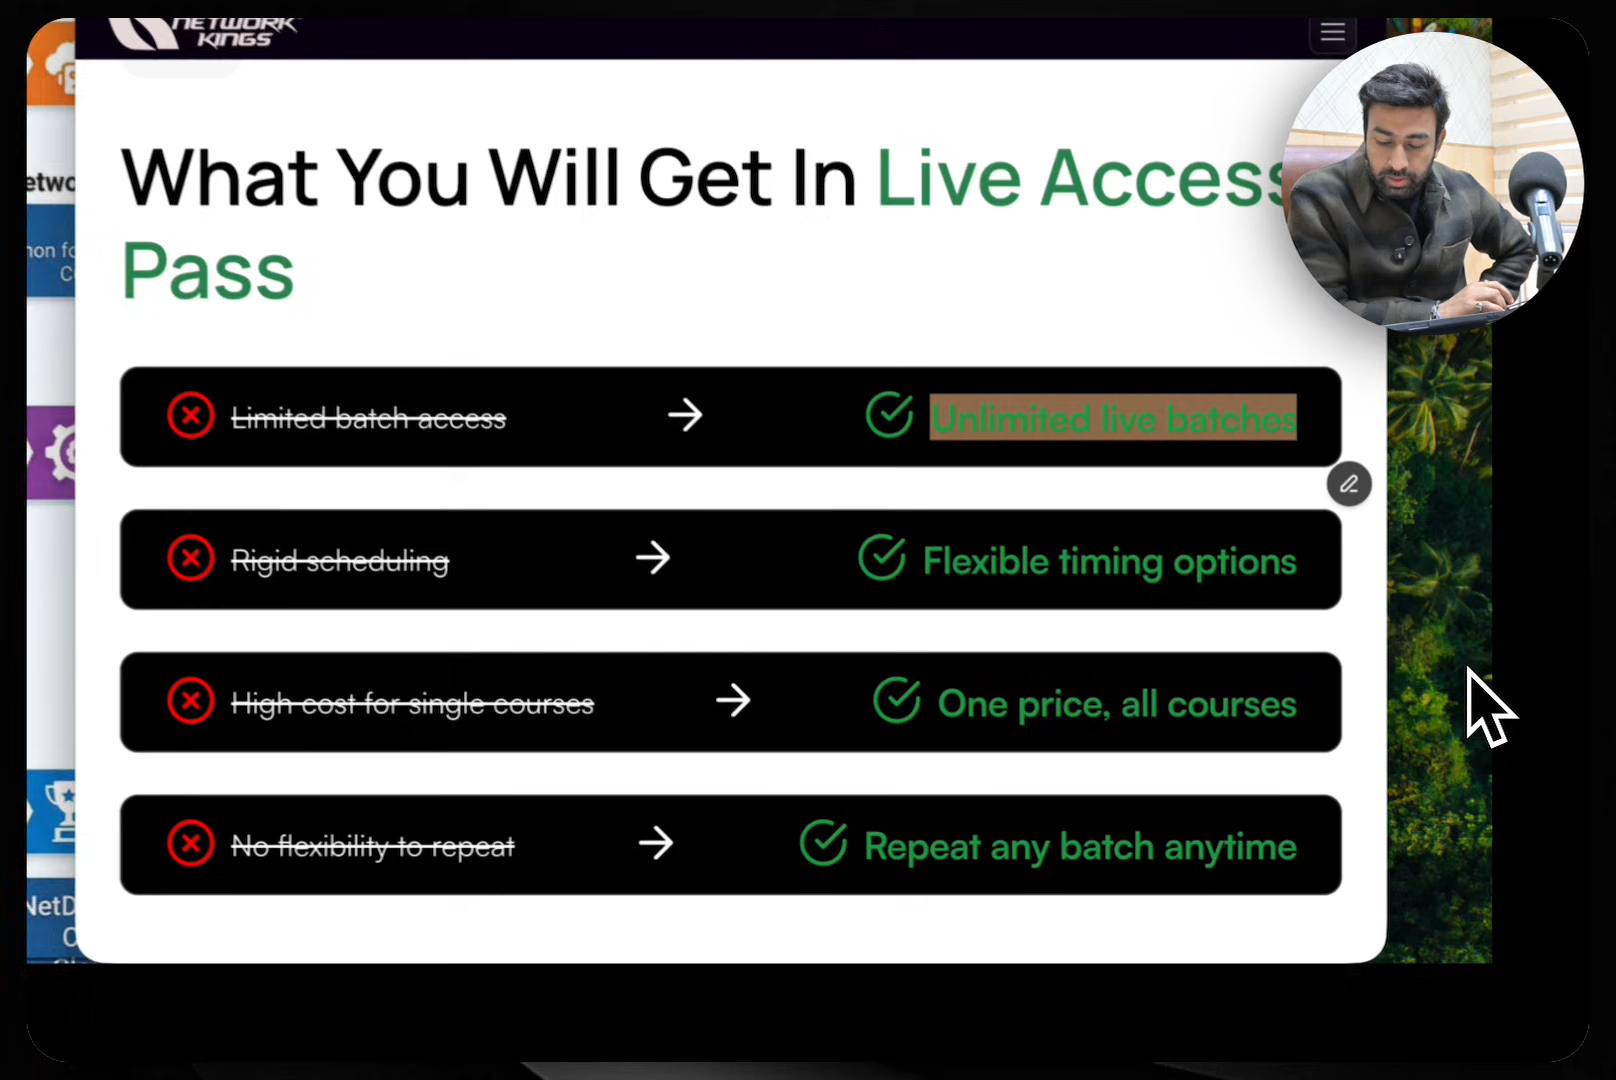 NETWORK
KINGS
What You Will Get In Live Access
Pass
Limited batch access → Unlimited live batches
Rigid scheduling → Flexible timing options
High cost for single courses → One price, all courses
No flexibility to repeat → Repeat any batch anytime